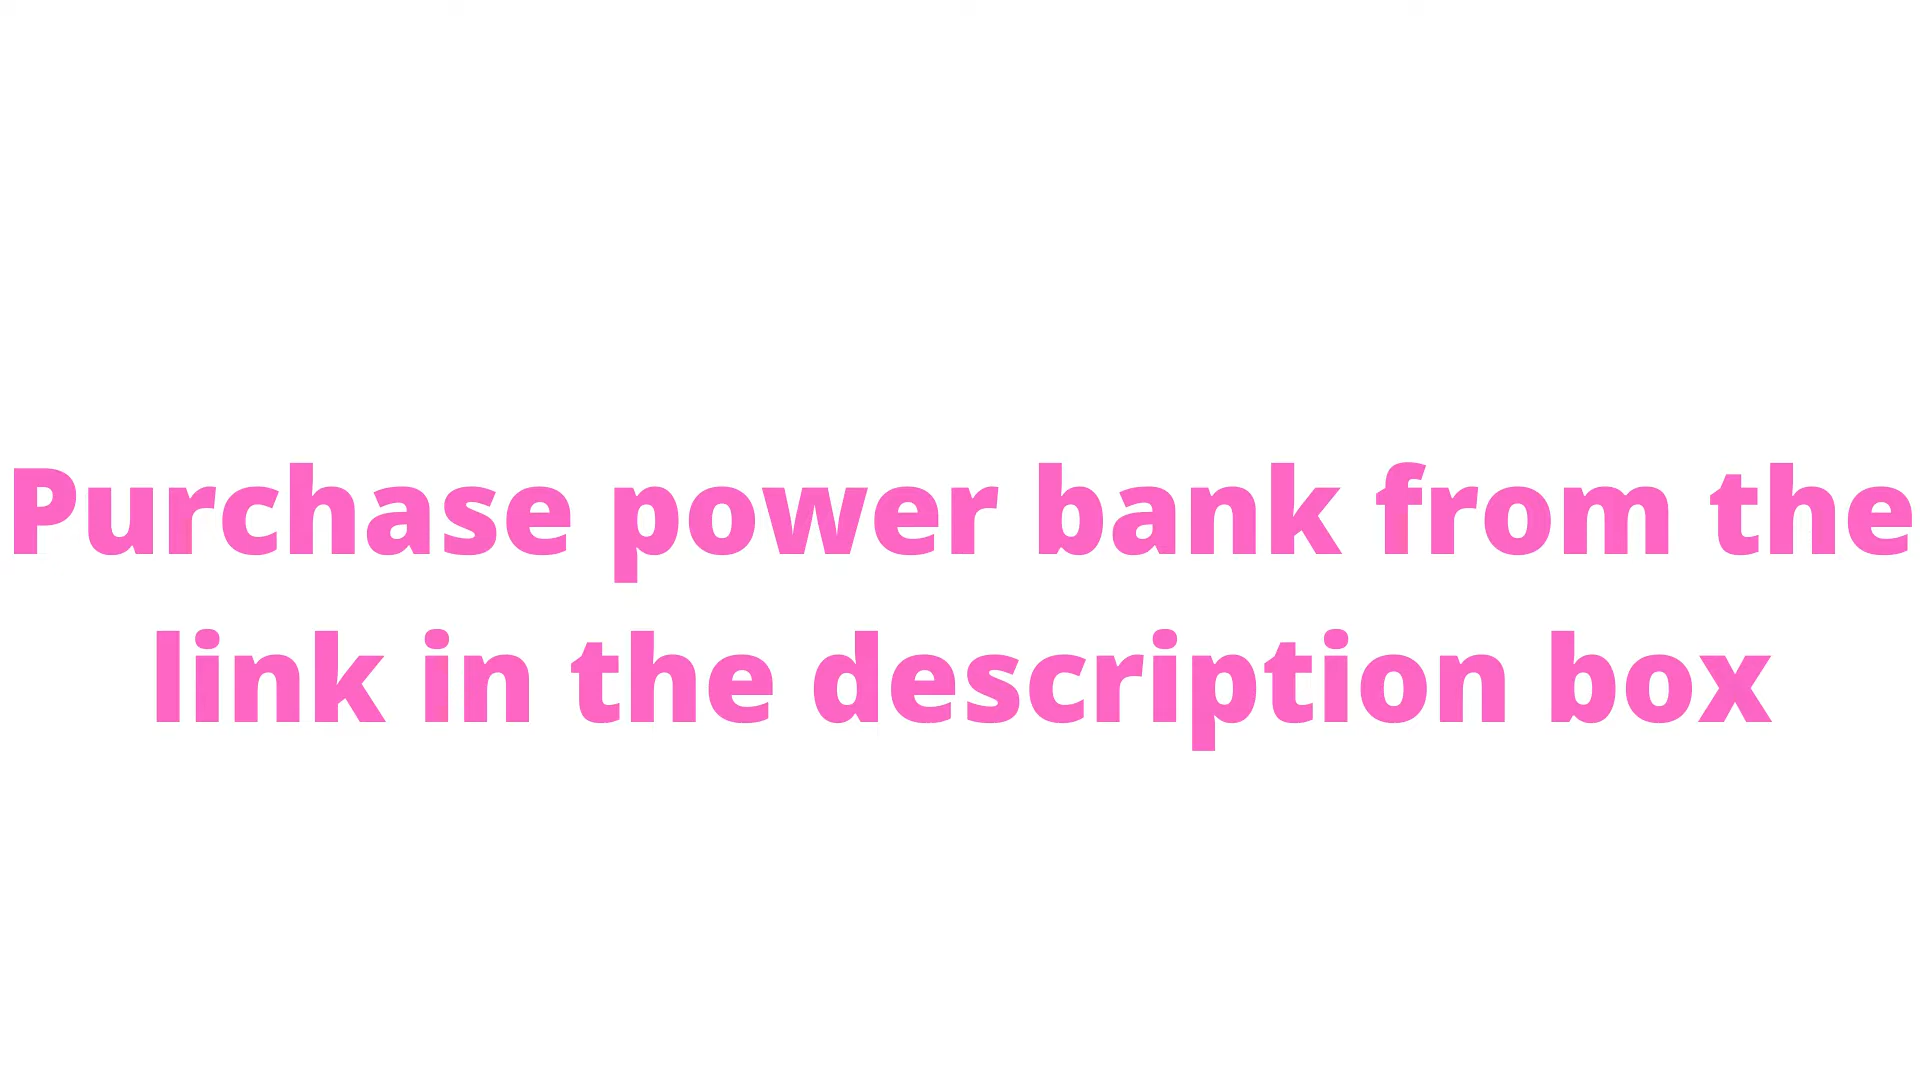 Purchase power bank from the
link in the description box